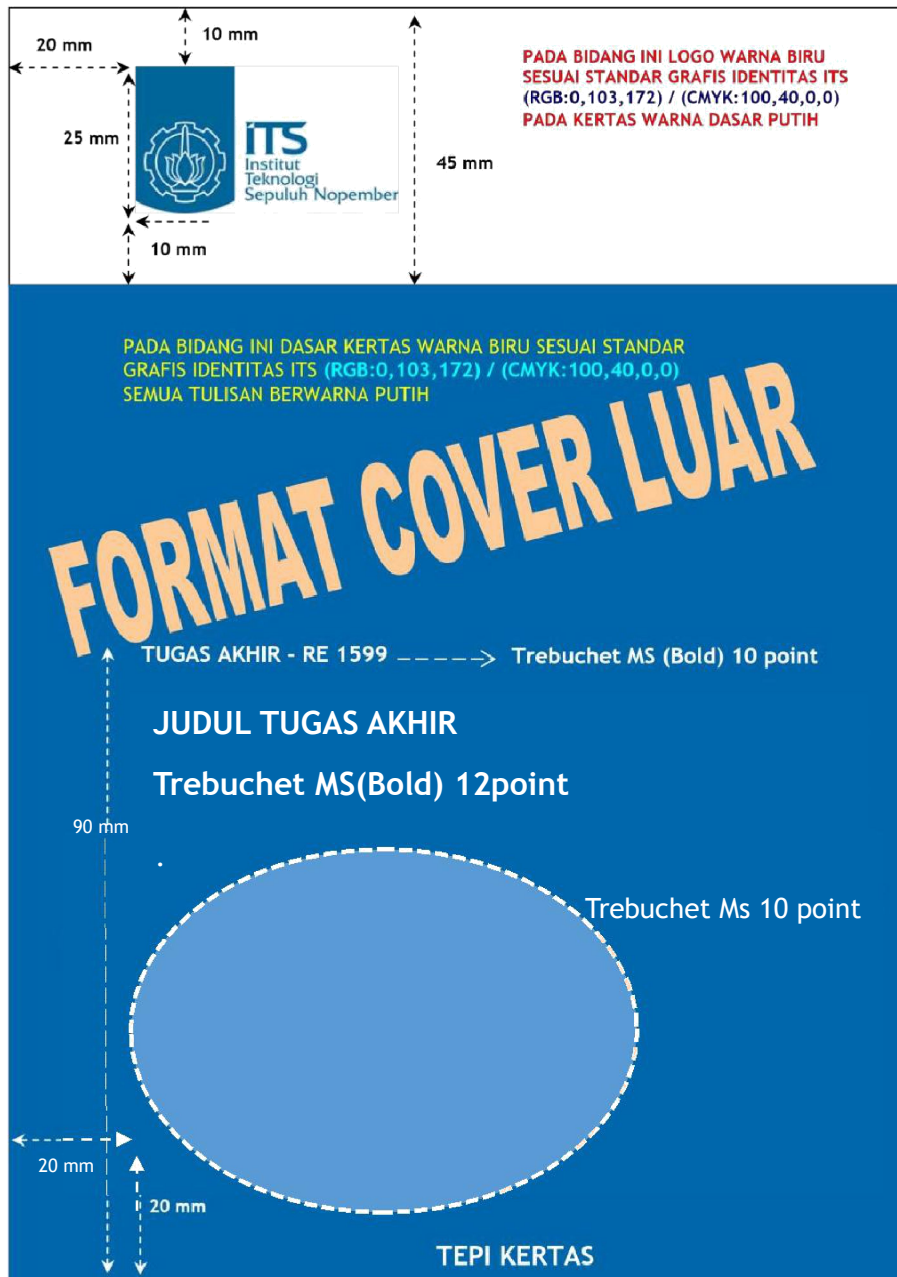 10 mm
20 mm
PADA BIDANG INI LOGO WARNA BIRU
SESUAI STANDAR GRAFIS IDENTITAS ITS
(RGB:0,103,172) / (CMYK:100,40,0,0)
PADA KERTAS WARNA DASAR PUTIH
25 mm
ITS
Institut
Teknologi
Sepuluh Nopember
45 mm
10 mm
PADA BIDANG INI DASAR KERTAS WARNA BIRU SESUAI STANDAR
GRAFIS IDENTITAS ITS (RGB:0,103,172) / (CMYK:100,40,0,0)
SEMUA TULISAN BERWARNA PUTIH
FORMAT COVER LUAR
TUGAS AKHIR - RE 1599 Trebuchet MS (Bold) 10 point
JUDUL TUGAS AKHIR
Trebuchet MS(Bold) 12point
90 mm
.
Trebuchet Ms 10 point
20 mm
20 mm
TEPI KERTAS